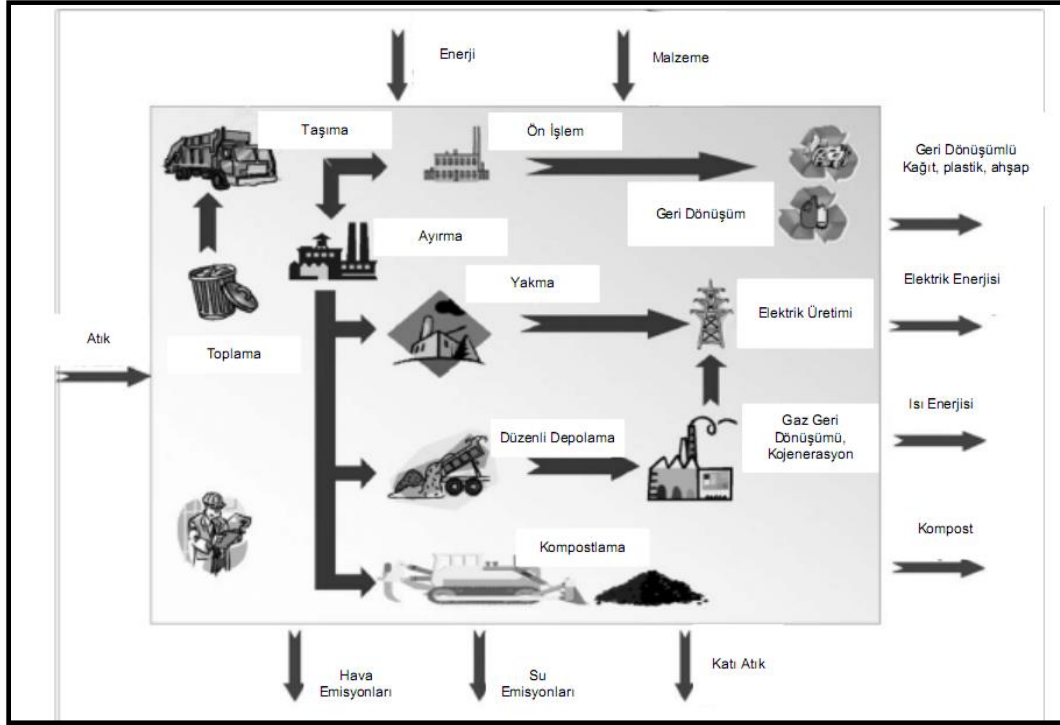 Enerji
Malzeme
Taşıma
Ön İşlem
Geri Dönüşümlü
Kağıt, plastik, ahşap
Geri Dönüşüm
Ayırma
Yakma
Elektrik Enerjisi
Elektrik Üretimi
Atık
Toplama
Isı Enerjisi
Düzenli Depolama
Gaz Geri
Dönüşümü,
Kojenerasyon
Kompost
Kompostlama
Hava
Emisyonları
Su
Emisyonları
Katı Atık